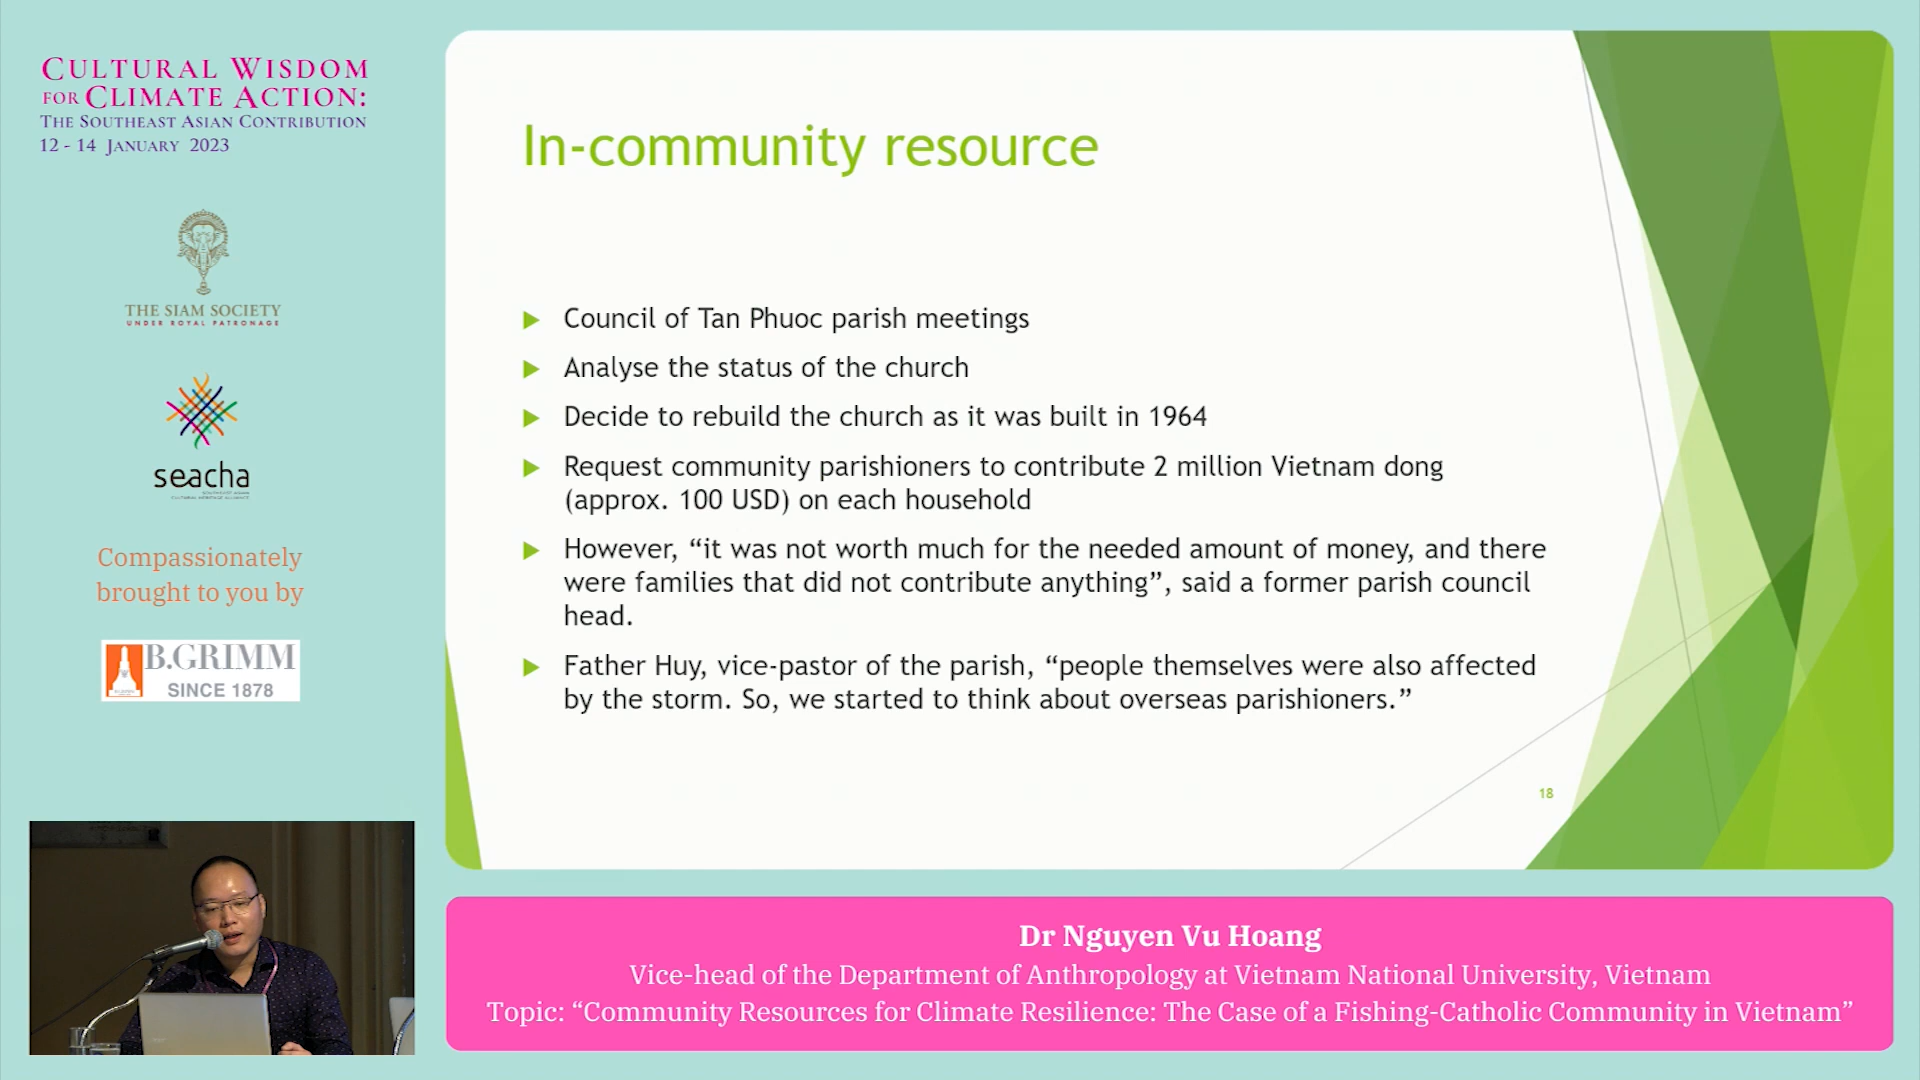 CULTURAL WISDOM
FOR CLIMATE ACTION:
THE SOUTHEAST ASIAN CONTRIBUTION
12 - 14 JANUARY 2023
THE SIAM SOCIETY
UNDER ROYAL PATRONAGE
seacha
Compassionately
brought to you by
B.GRIMM
SINCE 1878
In-community resource
Council of Tan Phuoc parish meetings
Analyse the status of the church
Decide to rebuild the church as it was built in 1964
Request community parishioners to contribute 2 million Vietnam dong
(approx. 100 USD) on each household
However, “it was not worth much for the needed amount of money, and there
were families that did not contribute anything”, said a former parish council
head.
Father Huy, vice-pastor of the parish, “people themselves were also affected
by the storm. So, we started to think about overseas parishioners.”
18
Dr Nguyen Vu Hoang
Vice-head of the Department of Anthropology at Vietnam National University, Vietnam
Topic: “Community Resources for Climate Resilience: The Case of a Fishing-Catholic Community in Vietnam”